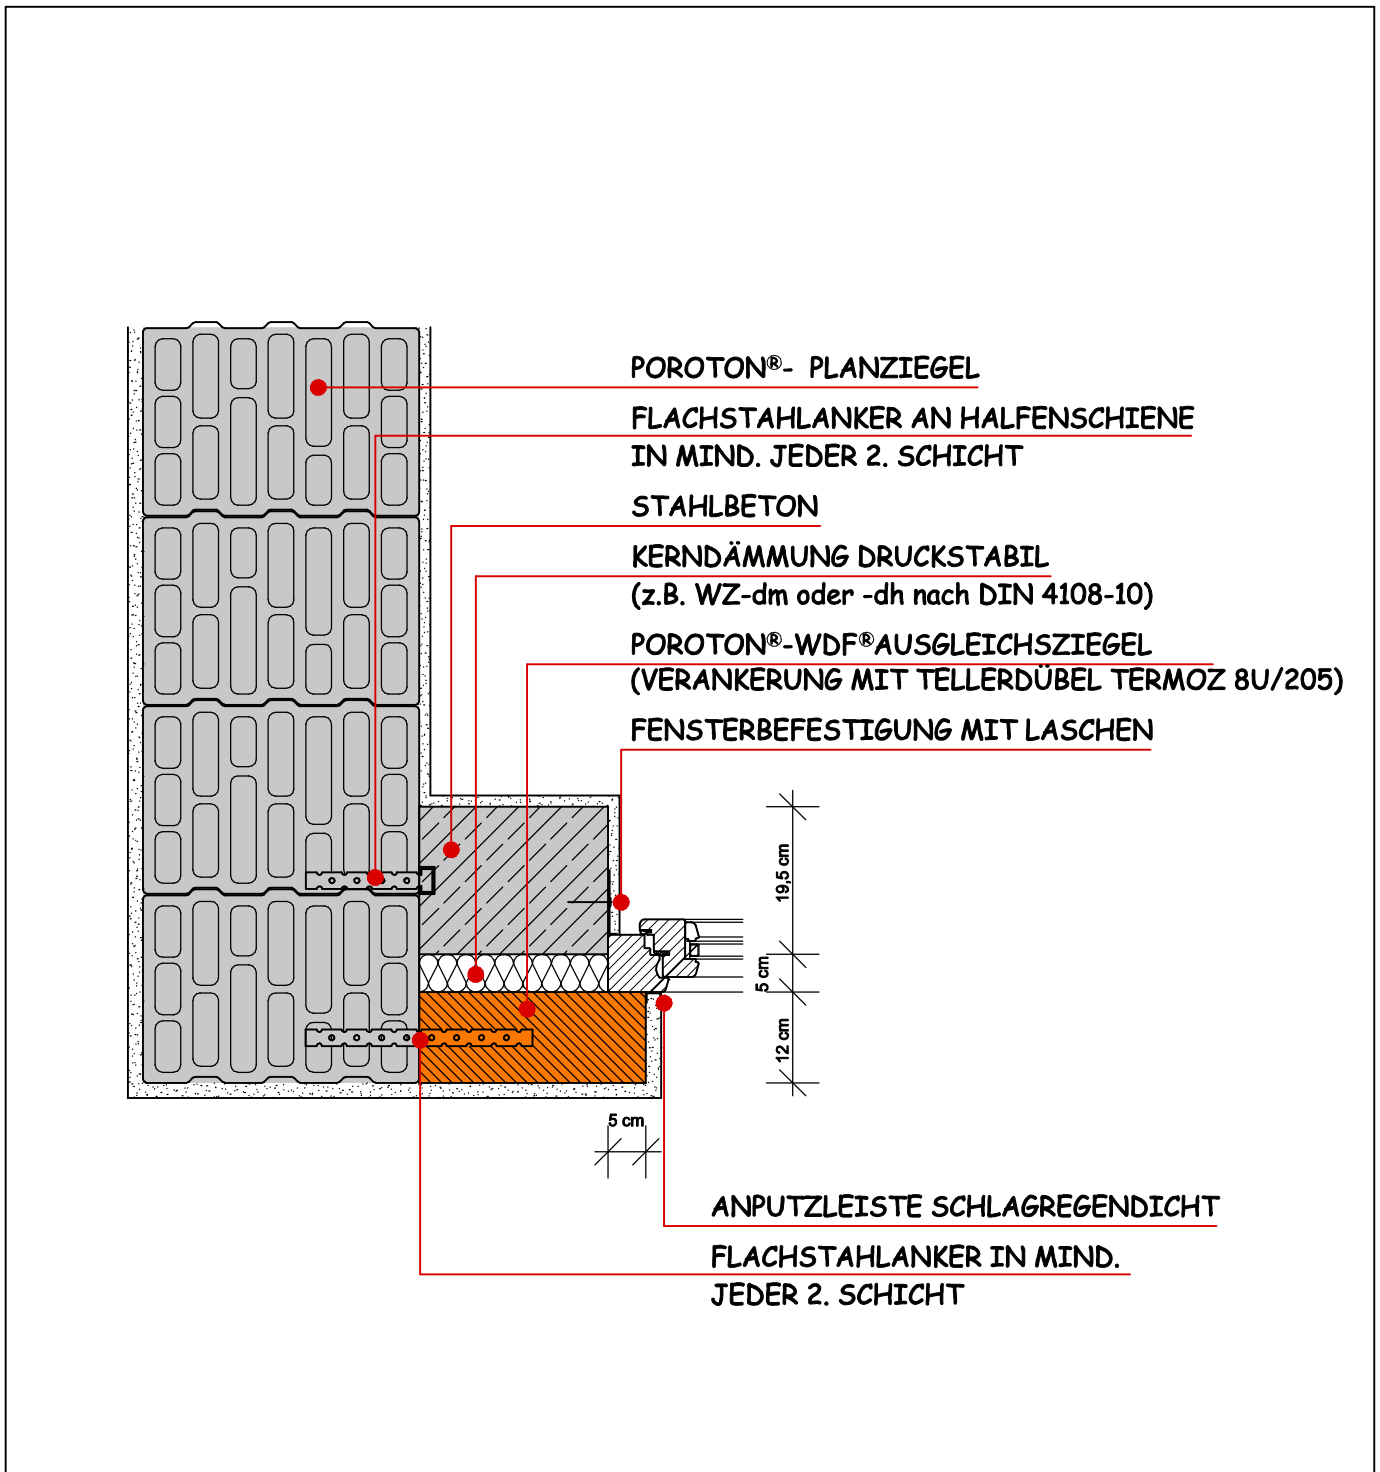 POROTON®- PLANZIEGEL
FLACHSTAHLANKER AN HALFENSCHIENE
IN MIND. JEDER 2. SCHICHT
STAHLBETON
KERNDÄMMUNG DRUCKSTABIL
(z.B. WZ-dm oder -dh nach DIN 4108-10)
POROTON®-WDF®AUSGLEICHSZIEGEL
(VERANKERUNG MIT TELLERDÜBEL TERMOZ 8U/205)
FENSTERBEFESTIGUNG MIT LASCHEN
19,5 cm
5 cm
12 cm
5 cm
ANPUTZLEISTE SCHLAGREGENDICHT
FLACHSTAHLANKER IN MIND.
JEDER 2. SCHICHT